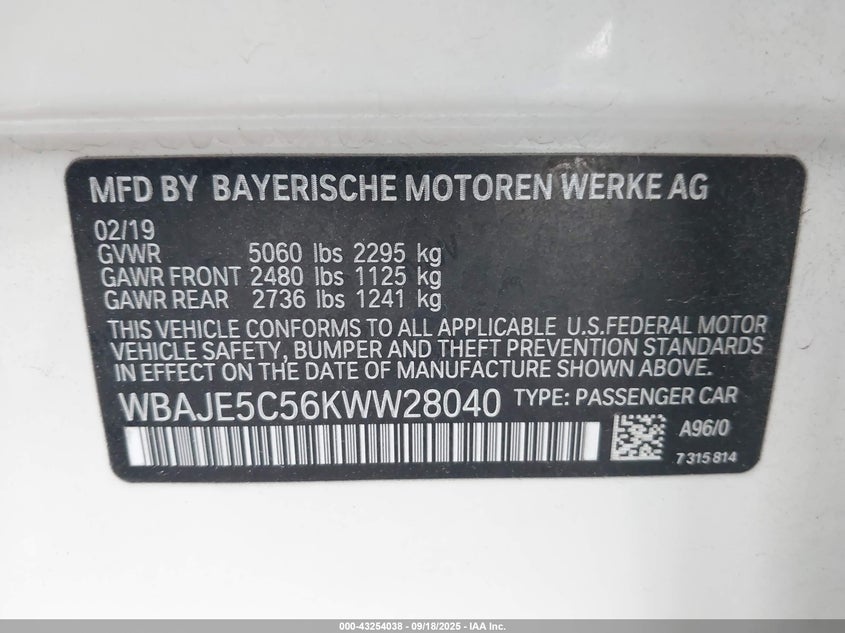 MFD BY BAYERISCHE MOTOREN WERKE AG
02/19
GVWR 5060 lbs 2295 kg
GAWR FRONT 2480 lbs 1125 kg
GAWR REAR 2736 lbs 1241 kg
THIS VEHICLE CONFORMS TO ALL APPLICABLE U.S.FEDERAL MOTOR
VEHICLE SAFETY, BUMPER AND THEFT PREVENTION STANDARDS
IN EFFECT ON THE DATE OF MANUFACTURE SHOWN ABOVE.
WBAJE5C56KWW28040 TYPE: PASSENGER CAR
A96/0
7315814
000-43254038 - 09/18/2025 - IAA Inc.